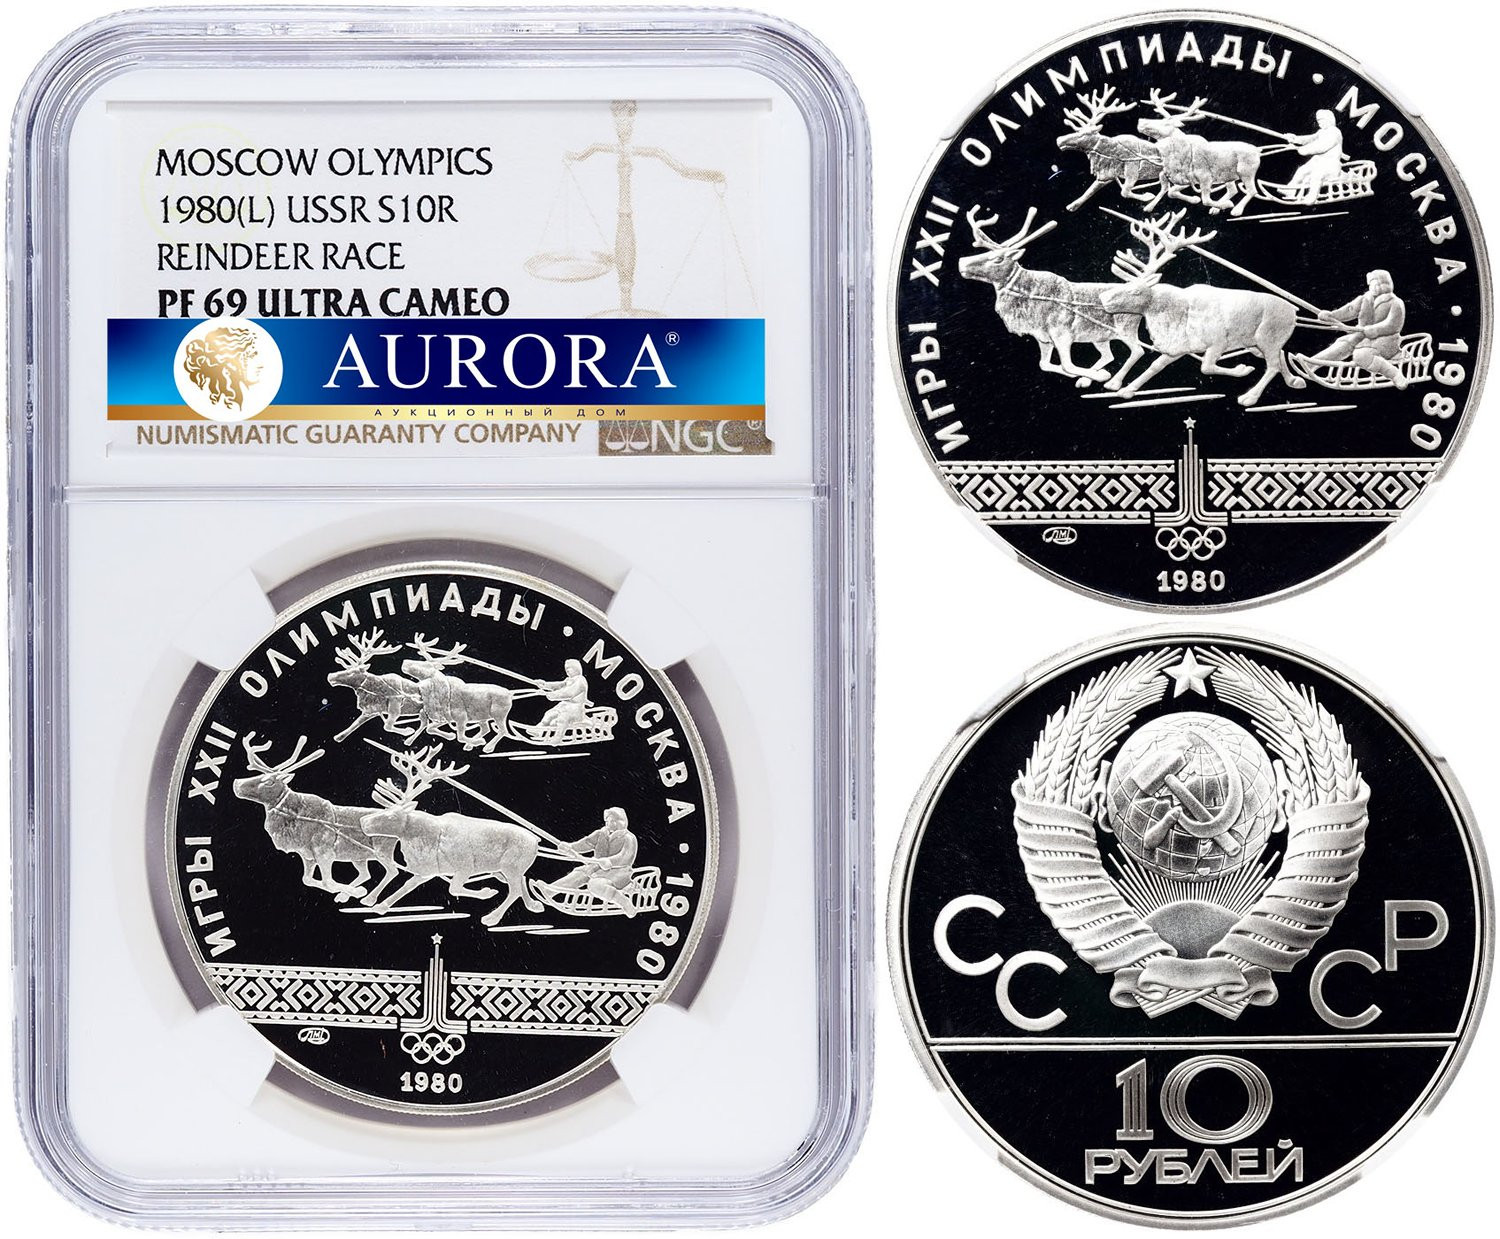 MOSCOW OLYMPICS
1980(L) USSR S10R
REINDEER RACE
PF 69 ULTRA CAMEO
AURORA®
АУКЦИОННЫЙ ДОМ
NUMISMATIC GUARANTY COMPANY NGC®
ИГРЫ XXII ОЛИМПИАДЫ · МОСКВА · 1980
ЛМД
1980
ИГРЫ XXII ОЛИМПИАДЫ · МОСКВА · 1980
ЛМД
1980
СССР
10
РУБЛЕЙ